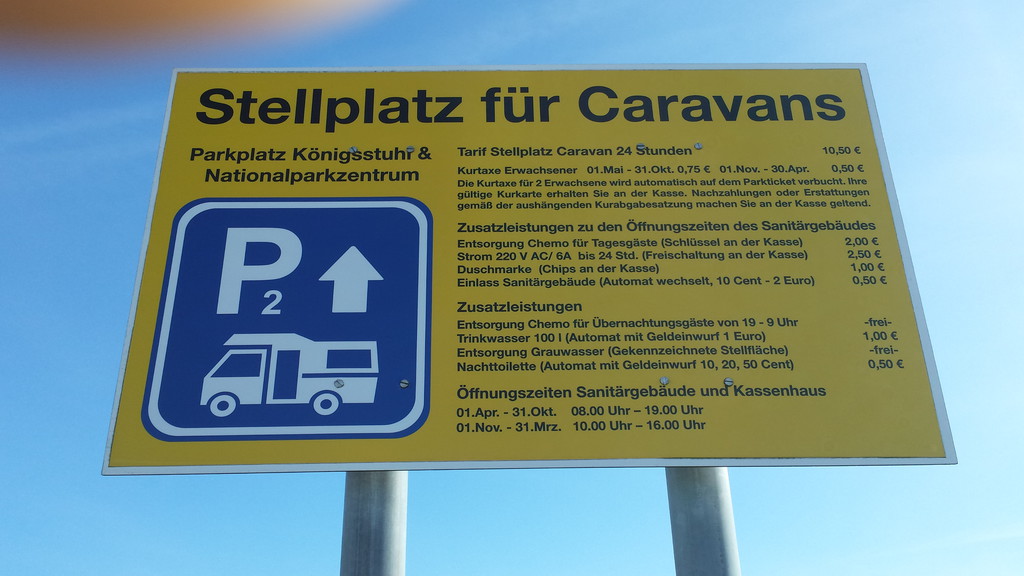 Stellplatz für Caravans
Parkplatz Königsstuhl &
Nationalparkzentrum
P
2
Tarif Stellplatz Caravan 24 Stunden 10,50 €
Kurtaxe Erwachsener 01.Mai - 31.Okt. 0,75 € 01.Nov. - 30.Apr. 0,50 €
Die Kurtaxe für 2 Erwachsene wird automatisch auf dem Parkticket verbucht. Ihre
gültige Kurkarte erhalten Sie an der Kasse. Nachzahlungen oder Erstattungen
gemäß der aushängenden Kurabgabesatzung machen Sie an der Kasse geltend.
Zusatzleistungen zu den Öffnungszeiten des Sanitärgebäudes
Entsorgung Chemo für Tagesgäste (Schlüssel an der Kasse) 2,00 €
Strom 220 V AC/ 6A bis 24 Std. (Freischaltung an der Kasse) 2,50 €
Duschmarke (Chips an der Kasse) 1,00 €
Einlass Sanitärgebäude (Automat wechselt, 10 Cent - 2 Euro) 0,50 €
Zusatzleistungen
Entsorgung Chemo für Übernachtungsgäste von 19 - 9 Uhr -frei-
Trinkwasser 100 l (Automat mit Geldeinwurf 1 Euro) 1,00 €
Entsorgung Grauwasser (Gekennzeichnete Stellfläche) -frei-
Nachttoilette (Automat mit Geldeinwurf 10, 20, 50 Cent) 0,50 €
Öffnungszeiten Sanitärgebäude und Kassenhaus
01.Apr. - 31.Okt. 08.00 Uhr – 19.00 Uhr
01.Nov. - 31.Mrz. 10.00 Uhr – 16.00 Uhr